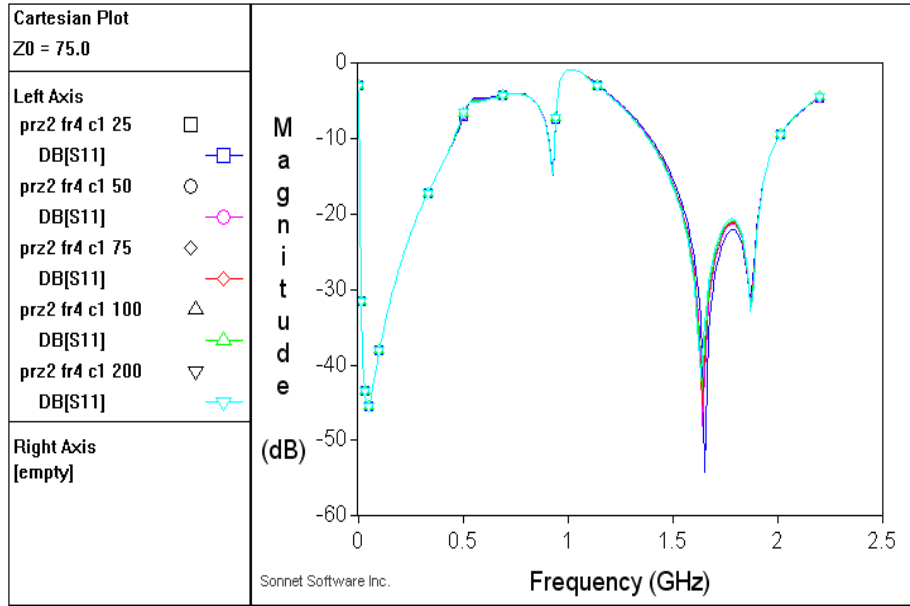 Cartesian Plot
Z0 = 75.0
Left Axis
prz2 fr4 c1 25
DB[S11]
prz2 fr4 c1 50
DB[S11]
prz2 fr4 c1 75
DB[S11]
prz2 fr4 c1 100
DB[S11]
prz2 fr4 c1 200
DB[S11]
Right Axis
[empty]
Magnitude
(dB)
0
-10
-20
-30
-40
-50
-60
0 0.5 1 1.5 2 2.5
Sonnet Software Inc.
Frequency (GHz)